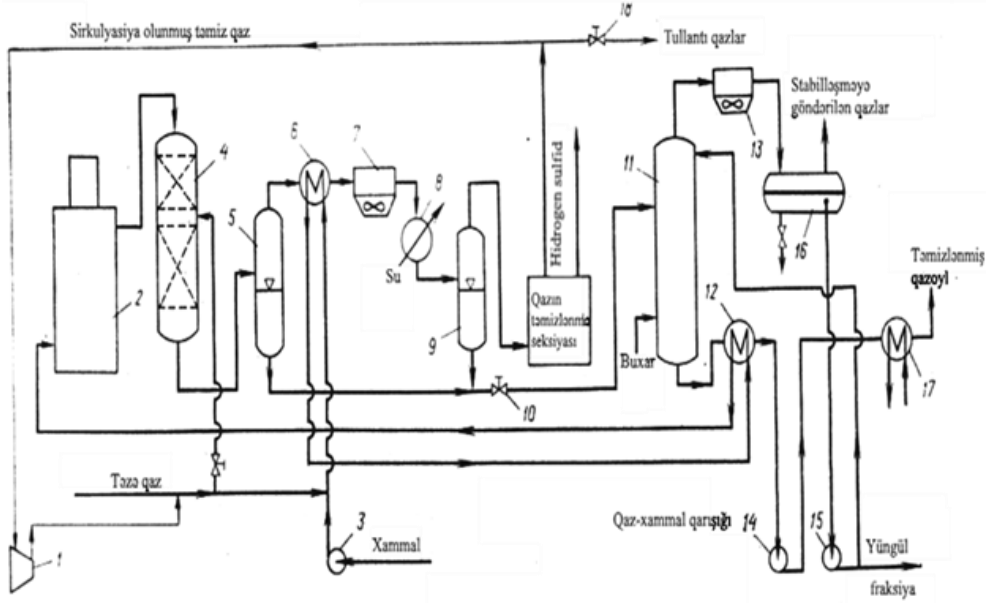 Sirkulyasiya olunmuş təmiz qaz
18
Tullantı qazlar
Stabilləşməyə
göndərilən qazlar
13
16
2
4
5
6
7
8
Su
9
Hidrogen sulfid
Qazın
təmizlənmə
seksiyası
10
11
Buxar
12
Təmizlənmiş
qazoyl
17
Təzə qaz
1
3
Xammal
Qaz-xammal qarışığı
14
15
Yüngül
fraksiya